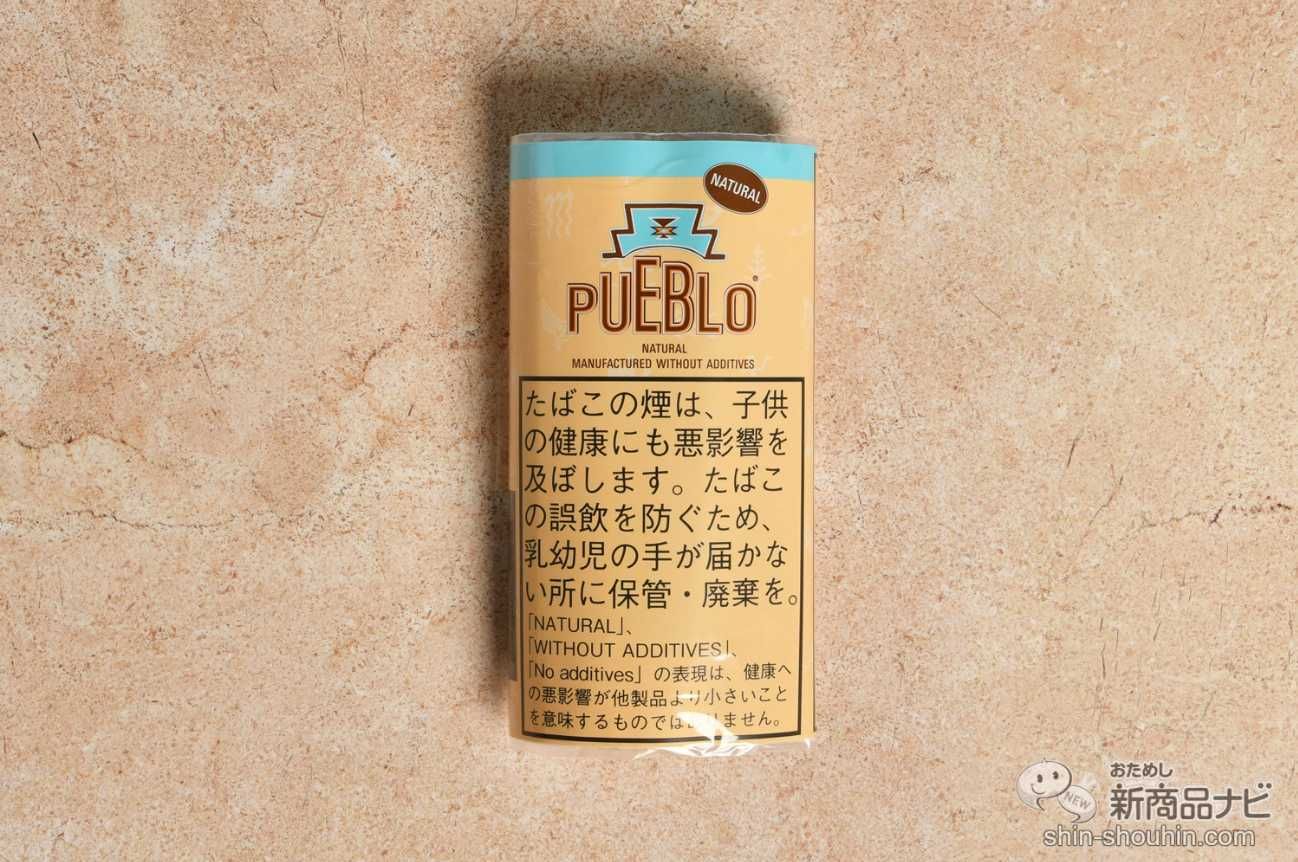 NATURAL
PUEBLO
NATURAL
MANUFACTURED WITHOUT ADDITIVES
たばこの煙は、子供
の健康にも悪影響を
及ぼします。たばこ
の誤飲を防ぐため、
乳幼児の手が届かな
い所に保管・廃棄を。
「NATURAL」、
「WITHOUT ADDITIVES」、
「No additives」の表現は、健康へ
の悪影響が他製品より小さいこと
を意味するものではありません。
おためし
新商品ナビ
NEW
shin-shouhin.com